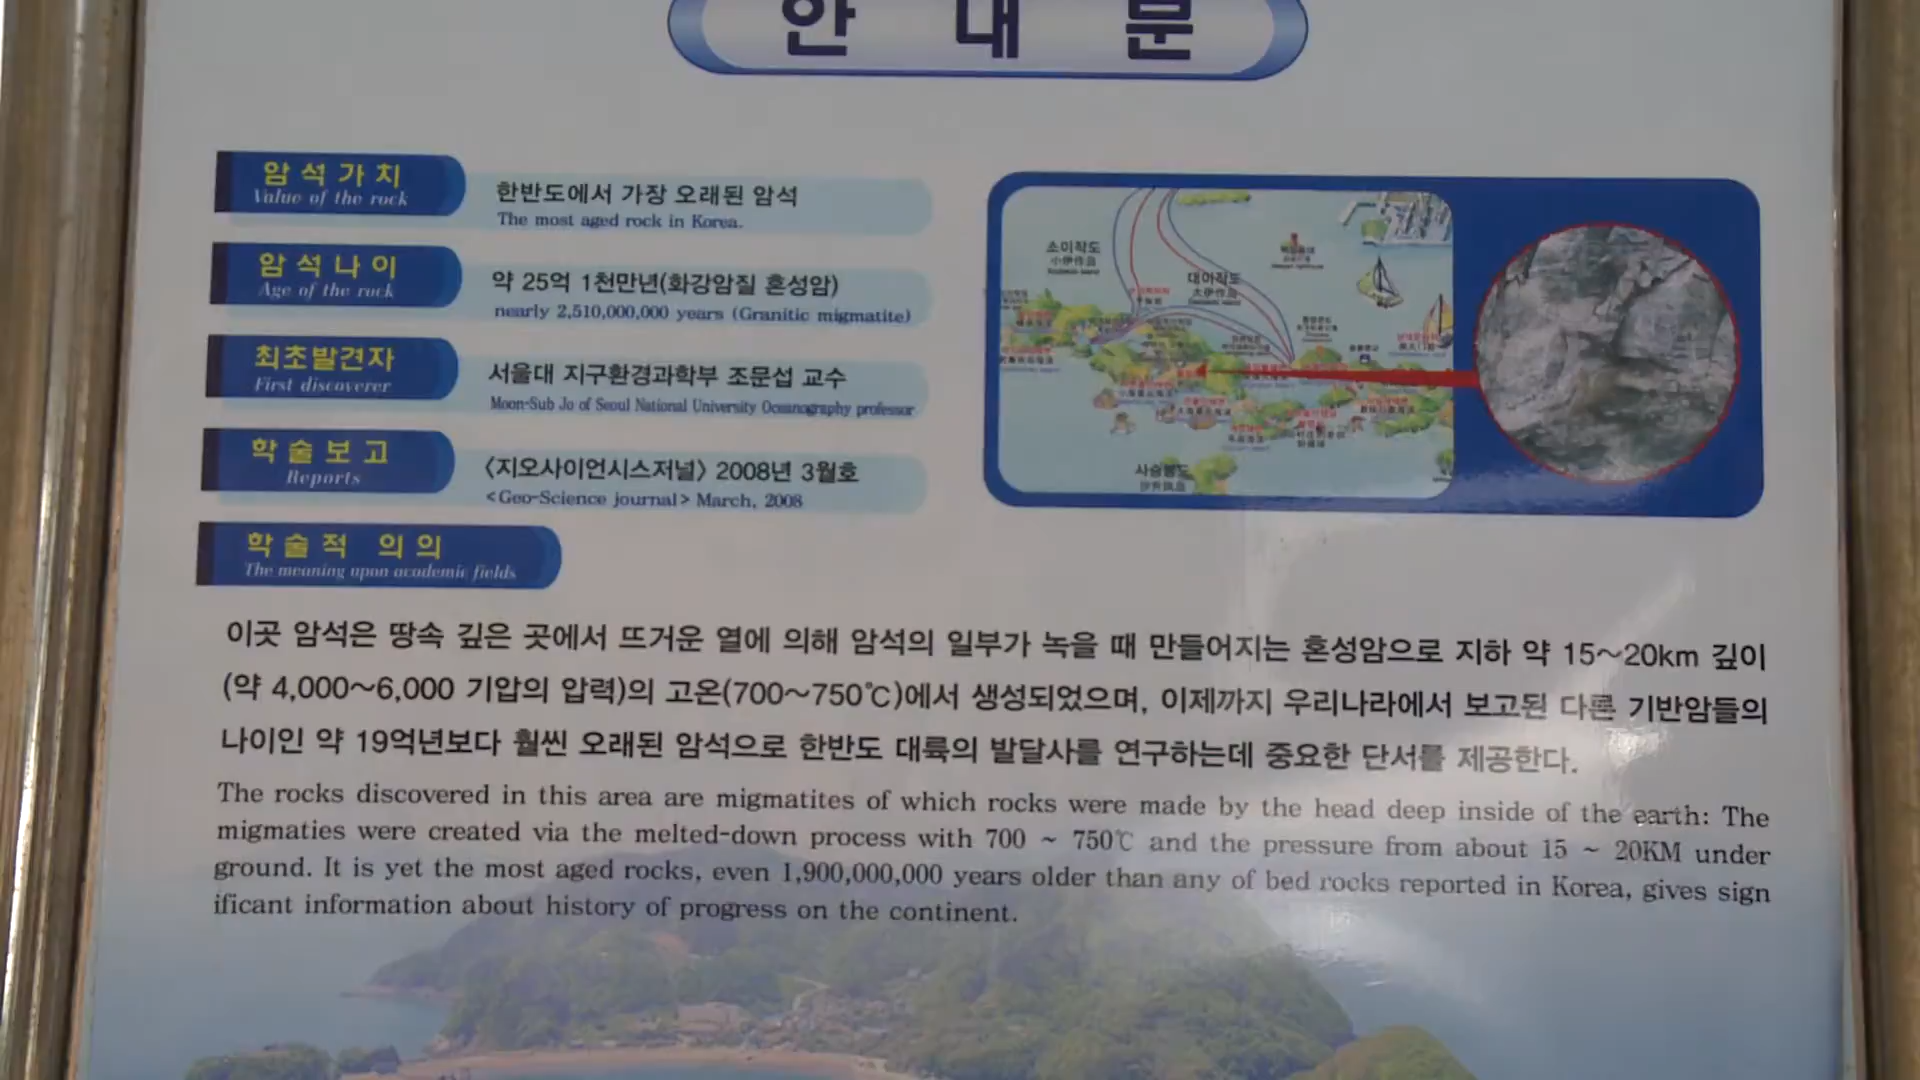 안 내 문
암석가치
Value of the rock
한반도에서 가장 오래된 암석
The most aged rock in Korea.
암석나이
Age of the rock
약 25억 1천만년(화강암질 혼성암)
nearly 2,510,000,000 years (Granitic migmatite)
최초발견자
First discoverer
서울대 지구환경과학부 조문섭 교수
Moon-Sub Jo of Seoul National University Oceanography professor
학술보고
Reports
<지오사이언시스저널> 2008년 3월호
<Geo-Science journal> March, 2008
소이작도
대이작도
사승봉도
학술적 의의
The meaning upon academic fields
이곳 암석은 땅속 깊은 곳에서 뜨거운 열에 의해 암석의 일부가 녹을 때 만들어지는 혼성암으로 지하 약 15~20km 깊이
(약 4,000~6,000 기압의 압력)의 고온(700~750℃)에서 생성되었으며, 이제까지 우리나라에서 보고된 다른 기반암들의
나이인 약 19억년보다 훨씬 오래된 암석으로 한반도 대륙의 발달사를 연구하는데 중요한 단서를 제공한다.
The rocks discovered in this area are migmatites of which rocks were made by the head deep inside of the earth: The
migmaties were created via the melted-down process with 700 ~ 750℃ and the pressure from about 15 ~ 20KM under
ground. It is yet the most aged rocks, even 1,900,000,000 years older than any of bed rocks reported in Korea, gives sign
ificant information about history of progress on the continent.